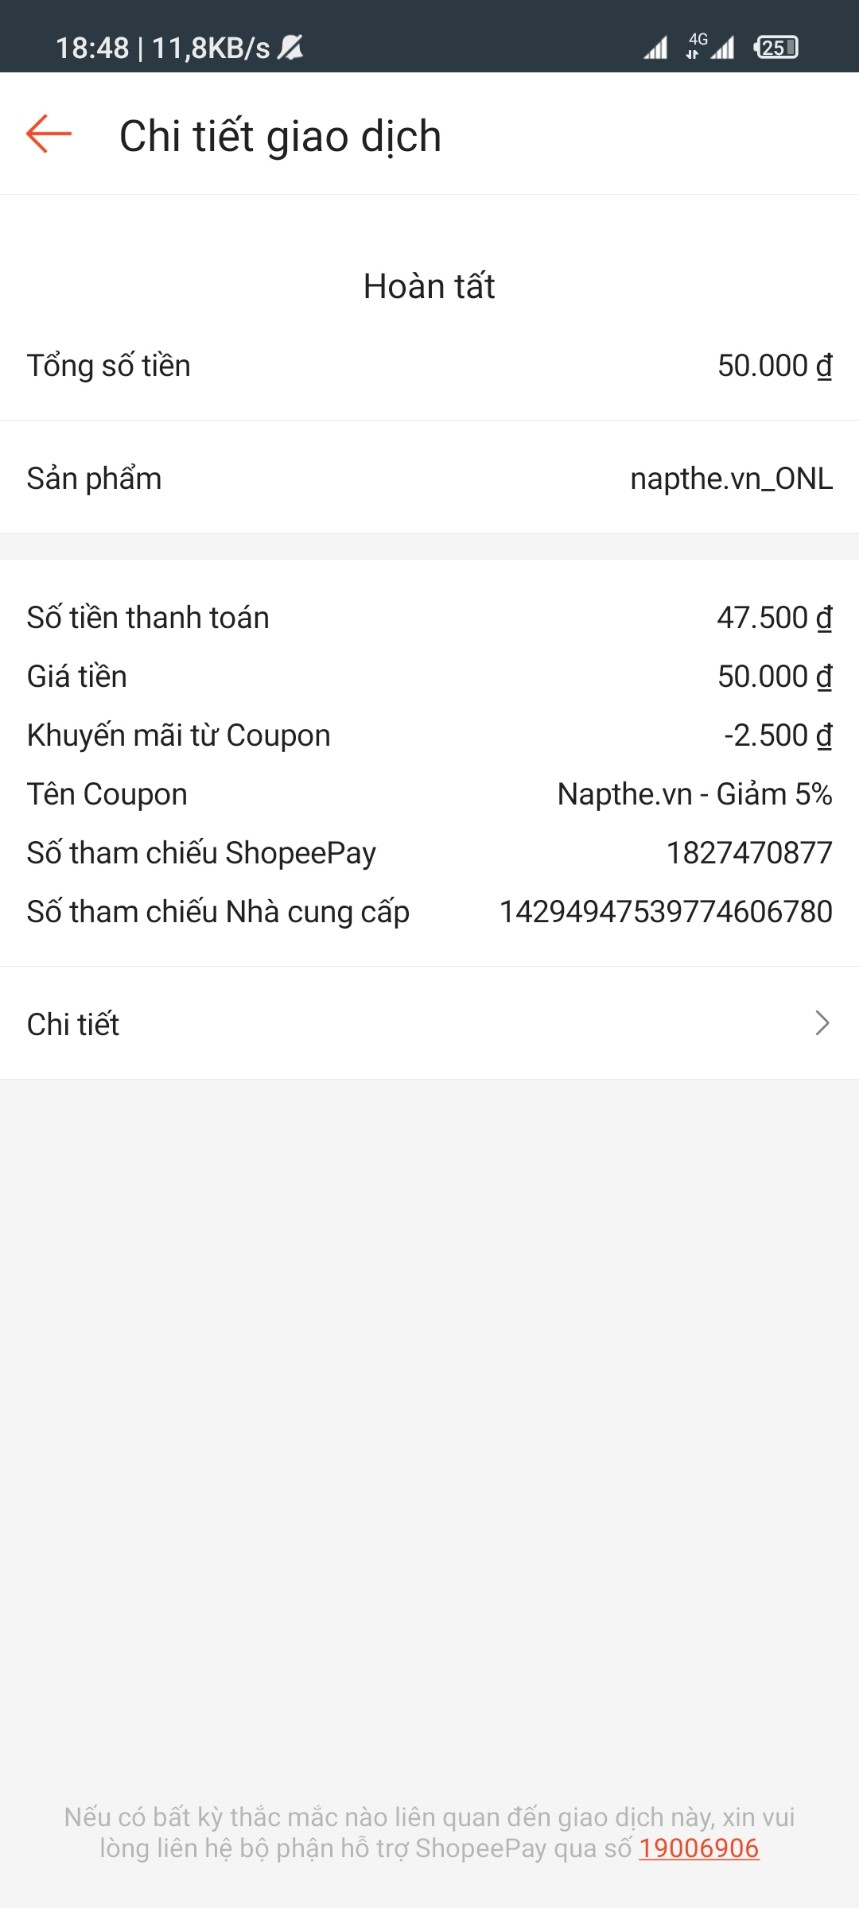 18:48 | 11,8KB/s
4G
25
Chi tiết giao dịch
Hoàn tất
Tổng số tiền 50.000 ₫
Sản phẩm napthe.vn_ONL
Số tiền thanh toán 47.500 ₫
Giá tiền 50.000 ₫
Khuyến mãi từ Coupon -2.500 ₫
Tên Coupon Napthe.vn - Giảm 5%
Số tham chiếu ShopeePay 1827470877
Số tham chiếu Nhà cung cấp 14294947539774606780
Chi tiết
Nếu có bất kỳ thắc mắc nào liên quan đến giao dịch này, xin vui
lòng liên hệ bộ phận hỗ trợ ShopeePay qua số 19006906